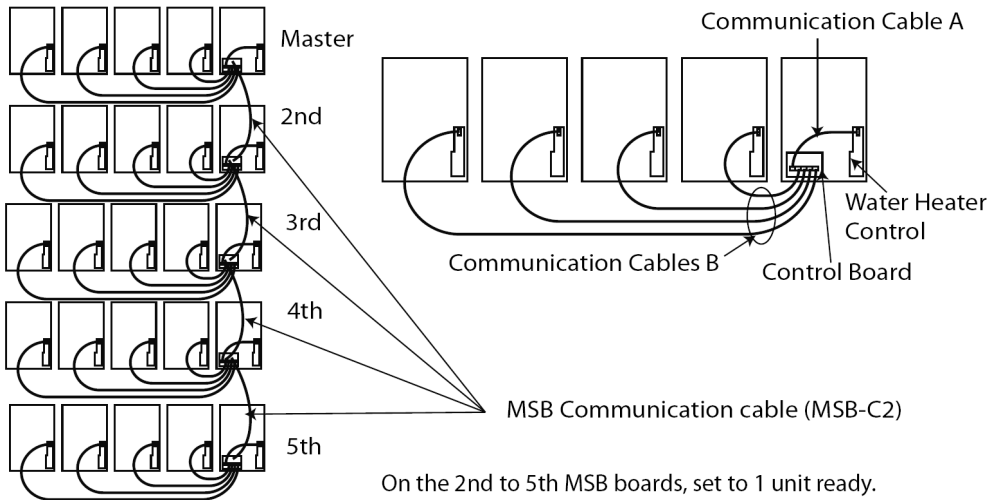 Master
2nd
3rd
4th
5th
Communication Cable A
Water Heater
Control
Communication Cables B
Control Board
MSB Communication cable (MSB-C2)
On the 2nd to 5th MSB boards, set to 1 unit ready.